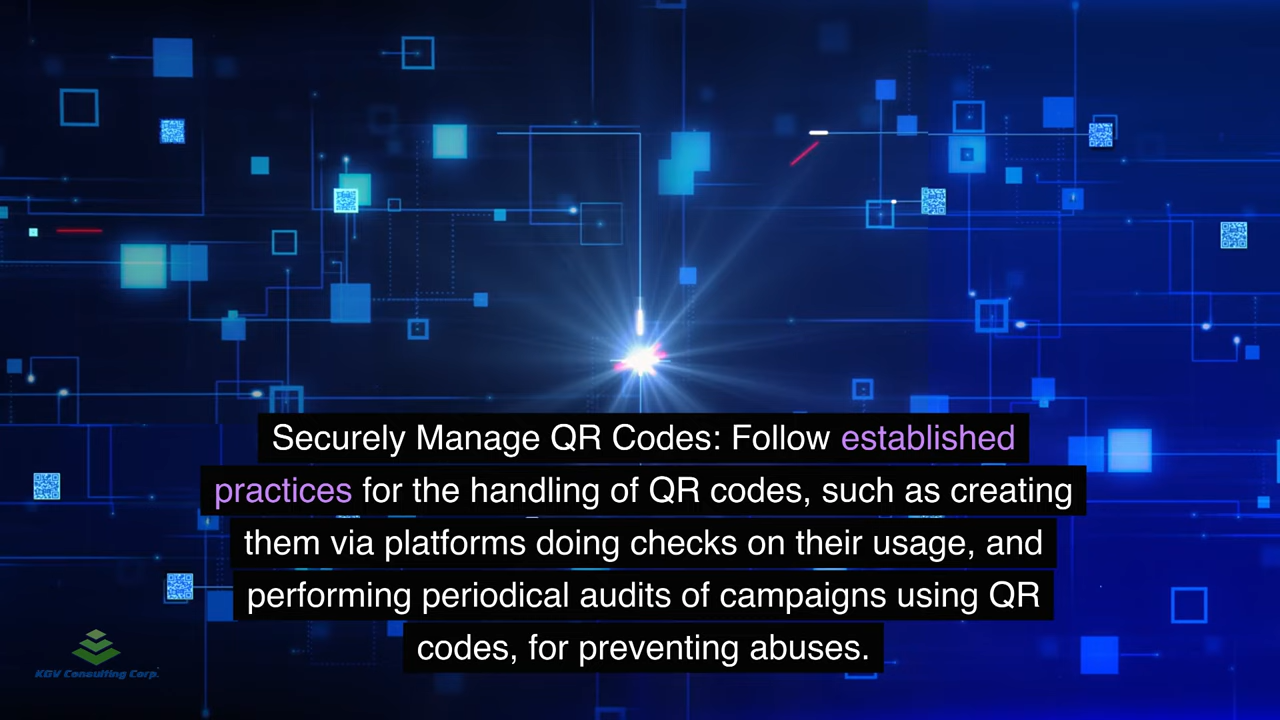 Securely Manage QR Codes: Follow established
practices for the handling of QR codes, such as creating
them via platforms doing checks on their usage, and
performing periodical audits of campaigns using QR
codes, for preventing abuses.
KGV Consulting Corp.